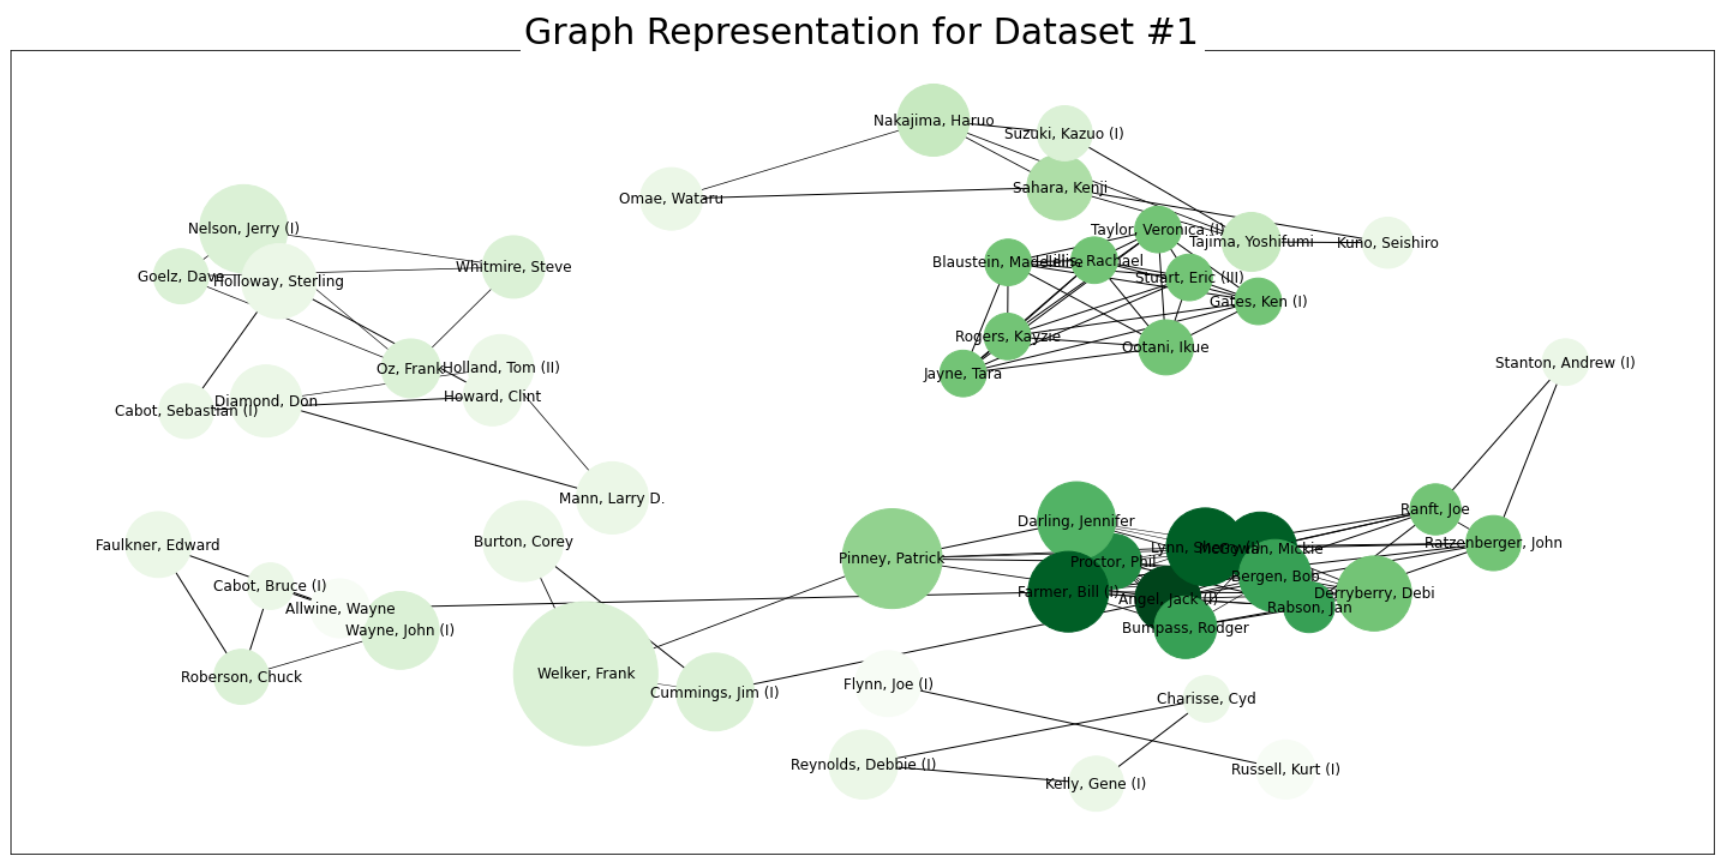 Graph Representation for Dataset #1
Nakajima, Haruo
Suzuki, Kazuo (I)
Sahara, Kenji
Omae, Wataru
Nelson, Jerry (I)
Taylor, Veronica (I)
Tajima, Yoshifumi
Kuno, Seishiro
Blaustein, Madeleine
Lillis, Rachael
Whitmire, Steve
Goelz, Dave
Holloway, Sterling
Stuart, Eric (III)
Gates, Ken (I)
Rogers, Kayzie
Ootani, Ikue
Stanton, Andrew (I)
Oz, Frank
Holland, Tom (II)
Jayne, Tara
Howard, Clint
Diamond, Don
Cabot, Sebastian (I)
Mann, Larry D.
Ranft, Joe
Darling, Jennifer
Burton, Corey
Ratzenberger, John
Faulkner, Edward
Lynn, Sherry (I)
McGowan, Mickie
Pinney, Patrick
Proctor, Phil
Bergen, Bob
Cabot, Bruce (I)
Farmer, Bill (I)
Derryberry, Debi
Angel, Jack (I)
Allwine, Wayne
Rabson, Jan
Wayne, John (I)
Bumpass, Rodger
Welker, Frank
Roberson, Chuck
Flynn, Joe (I)
Cummings, Jim (I)
Charisse, Cyd
Reynolds, Debbie (I)
Russell, Kurt (I)
Kelly, Gene (I)